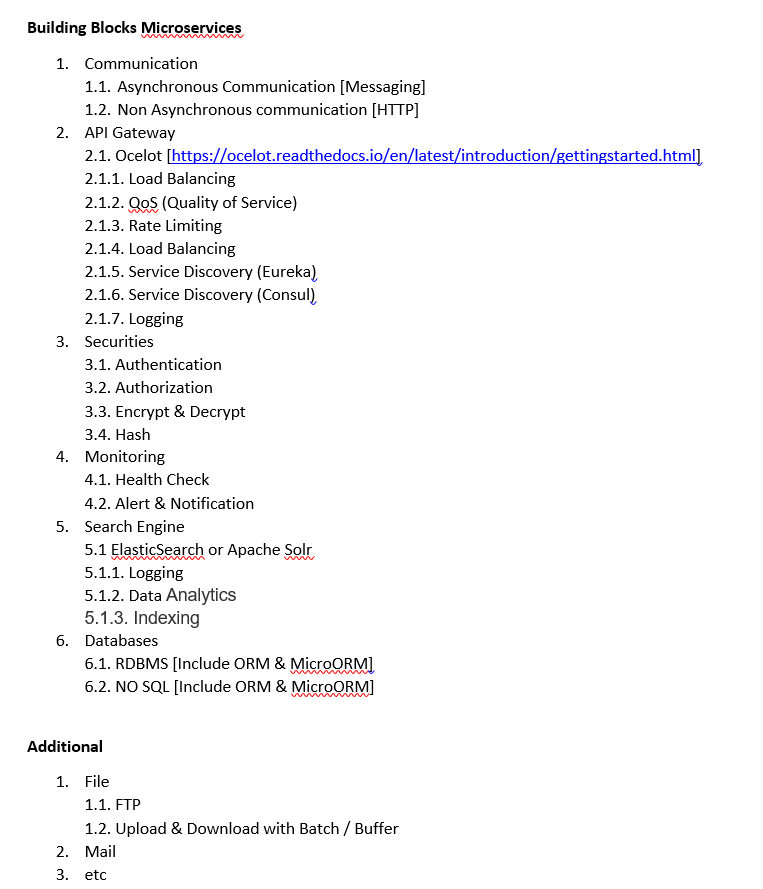 Building Blocks Microservices
1. Communication
1.1. Asynchronous Communication [Messaging]
1.2. Non Asynchronous communication [HTTP]
2. API Gateway
2.1. Ocelot [https://ocelot.readthedocs.io/en/latest/introduction/gettingstarted.html]
2.1.1. Load Balancing
2.1.2. QoS (Quality of Service)
2.1.3. Rate Limiting
2.1.4. Load Balancing
2.1.5. Service Discovery (Eureka)
2.1.6. Service Discovery (Consul)
2.1.7. Logging
3. Securities
3.1. Authentication
3.2. Authorization
3.3. Encrypt & Decrypt
3.4. Hash
4. Monitoring
4.1. Health Check
4.2. Alert & Notification
5. Search Engine
5.1 ElasticSearch or Apache Solr
5.1.1. Logging
5.1.2. Data Analytics
5.1.3. Indexing
6. Databases
6.1. RDBMS [Include ORM & MicroORM]
6.2. NO SQL [Include ORM & MicroORM]
Additional
1. File
1.1. FTP
1.2. Upload & Download with Batch / Buffer
2. Mail
3. etc